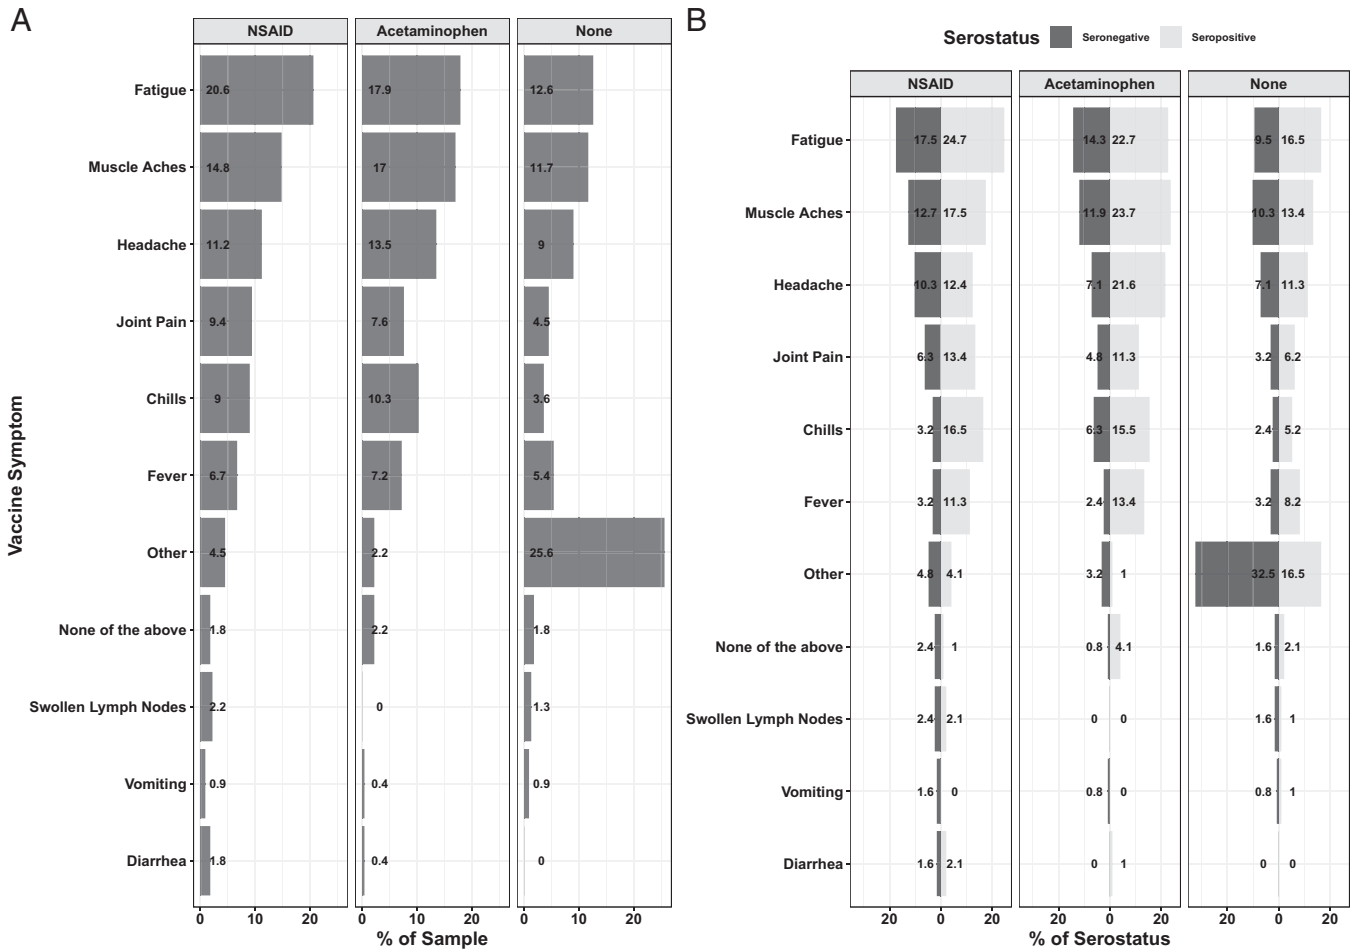 A
NSAID Acetaminophen None
Vaccine Symptom
Fatigue 20.6 17.9 12.6
Muscle Aches 14.8 17 11.7
Headache 11.2 13.5 9
Joint Pain 9.4 7.6 4.5
Chills 9 10.3 3.6
Fever 6.7 7.2 5.4
Other 4.5 2.2 25.6
None of the above 1.8 2.2 1.8
Swollen Lymph Nodes 2.2 0 1.3
Vomiting 0.9 0.4 0.9
Diarrhea 1.8 0.4 0
0 10 20 0 10 20 0 10 20
% of Sample
B
Serostatus Seronegative Seropositive
NSAID Acetaminophen None
Fatigue 17.5 24.7 14.3 22.7 9.5 16.5
Muscle Aches 12.7 17.5 11.9 23.7 10.3 13.4
Headache 10.3 12.4 7.1 21.6 7.1 11.3
Joint Pain 6.3 13.4 4.8 11.3 3.2 6.2
Chills 3.2 16.5 6.3 15.5 2.4 5.2
Fever 3.2 11.3 2.4 13.4 3.2 8.2
Other 4.8 4.1 3.2 1 32.5 16.5
None of the above 2.4 1 0.8 4.1 1.6 2.1
Swollen Lymph Nodes 2.4 2.1 0 0 1.6 1
Vomiting 1.6 0 0.8 0 0.8 1
Diarrhea 1.6 2.1 0 1 0 0
20 0 20 20 0 20 20 0 20
% of Serostatus